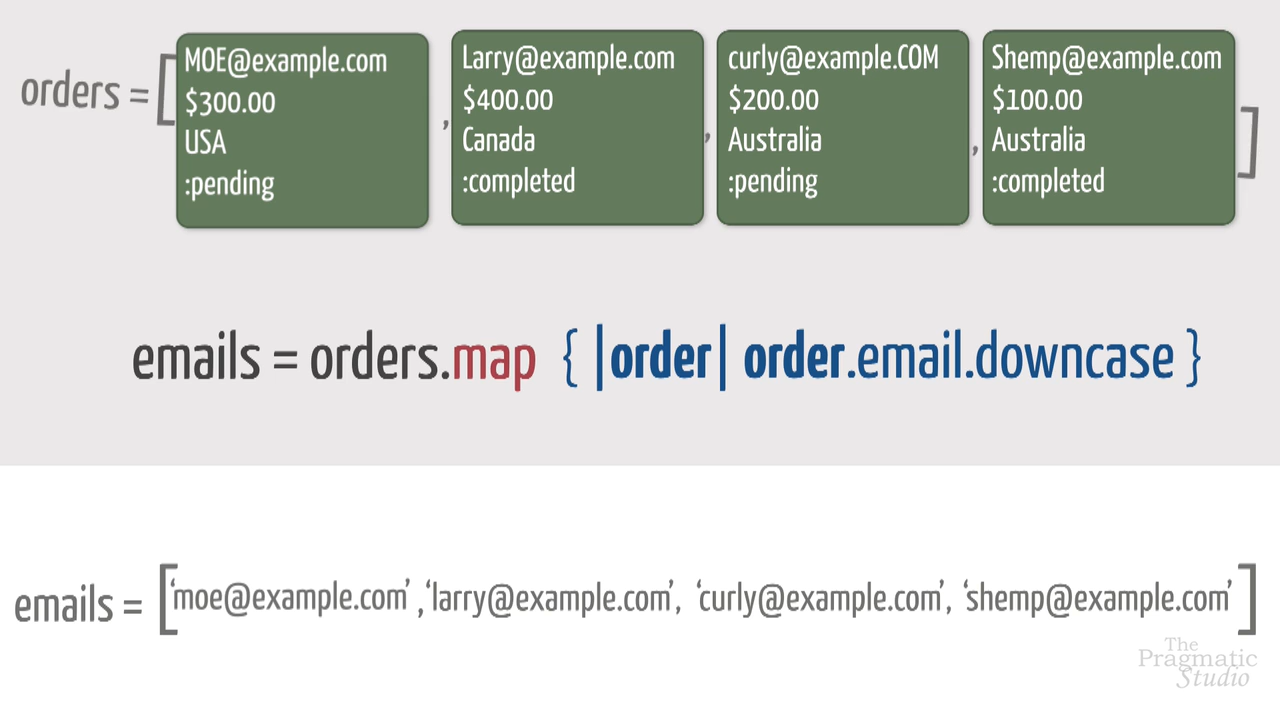 orders = [
MOE@example.com
$300.00
USA
:pending
,
Larry@example.com
$400.00
Canada
:completed
,
curly@example.COM
$200.00
Australia
:pending
,
Shemp@example.com
$100.00
Australia
:completed
]
emails = orders.map { |order| order.email.downcase }
emails = [‘moe@example.com’ ,‘larry@example.com’, ‘curly@example.com’, ‘shemp@example.com’]
The
Pragmatic
Studio